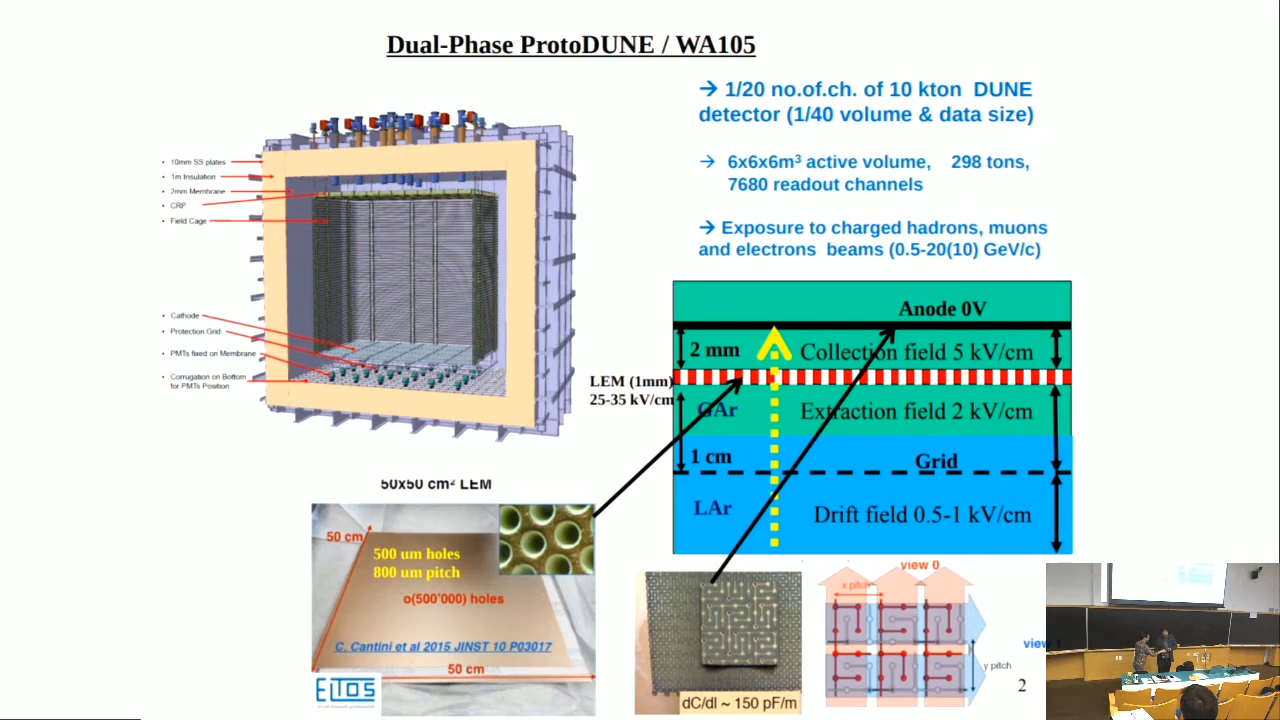 Dual-Phase ProtoDUNE / WA105
→ 1/20 no.of.ch. of 10 kton DUNE
detector (1/40 volume & data size)
→ 6x6x6m³ active volume, 298 tons,
7680 readout channels
→ Exposure to charged hadrons, muons
and electrons beams (0.5-20(10) GeV/c)
• 10mm SS plates
• 1m Insulation
• 2mm Membrane
• CRP
• Field Cage
• Cathode
• Protection Grid
• PMTs fixed on Membrane
• Corrugation on Bottom
for PMTs Position
Anode 0V
2 mm
Collection field 5 kV/cm
LEM (1mm)
25-35 kV/cm
GAr
Extraction field 2 kV/cm
1 cm
Grid
LAr
Drift field 0.5-1 kV/cm
50x50 cm² LEM
50 cm
500 um holes
800 um pitch
o(500'000) holes
C. Cantini et al 2015 JINST 10 P03017
50 cm
ELTOS
dC/dl ~ 150 pF/m
view 0
x pitch
view 1
y pitch
2